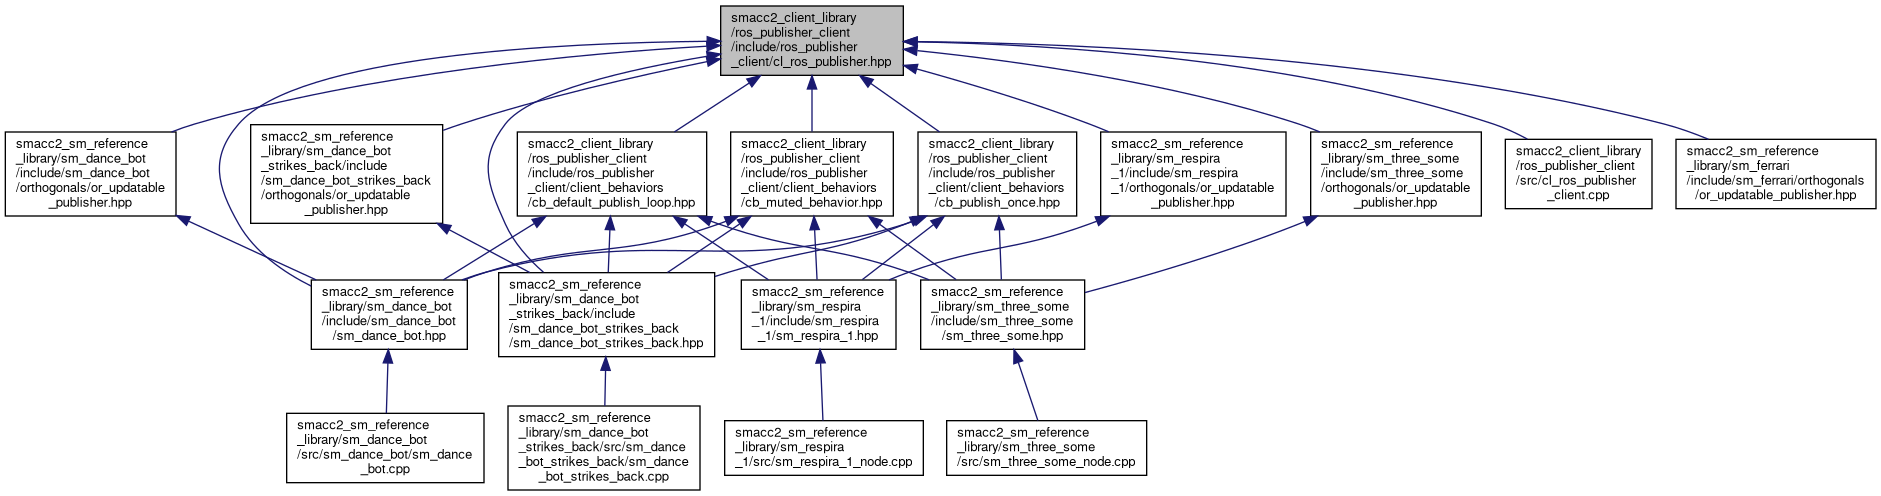 smacc2_client_library
/ros_publisher_client
/include/ros_publisher
_client/cl_ros_publisher.hpp
smacc2_sm_reference
_library/sm_dance_bot
/include/sm_dance_bot
/orthogonals/or_updatable
_publisher.hpp
smacc2_sm_reference
_library/sm_dance_bot
_strikes_back/include
/sm_dance_bot_strikes_back
/orthogonals/or_updatable
_publisher.hpp
smacc2_client_library
/ros_publisher_client
/include/ros_publisher
_client/client_behaviors
/cb_default_publish_loop.hpp
smacc2_client_library
/ros_publisher_client
/include/ros_publisher
_client/client_behaviors
/cb_muted_behavior.hpp
smacc2_client_library
/ros_publisher_client
/include/ros_publisher
_client/client_behaviors
/cb_publish_once.hpp
smacc2_sm_reference
_library/sm_respira
_1/include/sm_respira
_1/orthogonals/or_updatable
_publisher.hpp
smacc2_sm_reference
_library/sm_three_some
/include/sm_three_some
/orthogonals/or_updatable
_publisher.hpp
smacc2_client_library
/ros_publisher_client
/src/cl_ros_publisher
_client.cpp
smacc2_sm_reference
_library/sm_ferrari
/include/sm_ferrari/orthogonals
/or_updatable_publisher.hpp
smacc2_sm_reference
_library/sm_dance_bot
/include/sm_dance_bot
/sm_dance_bot.hpp
smacc2_sm_reference
_library/sm_dance_bot
_strikes_back/include
/sm_dance_bot_strikes_back
/sm_dance_bot_strikes_back.hpp
smacc2_sm_reference
_library/sm_respira
_1/include/sm_respira
_1/sm_respira_1.hpp
smacc2_sm_reference
_library/sm_three_some
/include/sm_three_some
/sm_three_some.hpp
smacc2_sm_reference
_library/sm_dance_bot
/src/sm_dance_bot/sm_dance
_bot.cpp
smacc2_sm_reference
_library/sm_dance_bot
_strikes_back/src/sm_dance
_bot_strikes_back/sm_dance
_bot_strikes_back.cpp
smacc2_sm_reference
_library/sm_respira
_1/src/sm_respira_1_node.cpp
smacc2_sm_reference
_library/sm_three_some
/src/sm_three_some_node.cpp